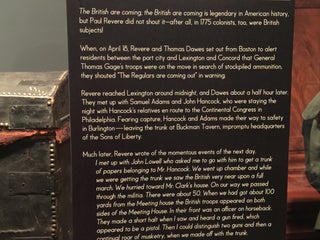 The British are coming, the British are coming is legendary in American history,
but Paul Revere did not shout it—after all, in 1775 colonists, too, were British
subjects!
When, on April 18, Revere and Thomas Dawes set out from Boston to alert
residents between the port city and Lexington and Concord that General
Thomas Gage's troops were on the move in search of stockpiled ammunition,
they shouted "The Regulars are coming out" in warning.
Revere reached Lexington around midnight, and Dawes about a half hour later.
They met up with Samuel Adams and John Hancock, who were staying the
night with Hancock's relatives en route to the Continental Congress in
Philadelphia. Fearing capture, Hancock and Adams made their way to safety
in Burlington—leaving the trunk at Buckman Tavern, impromptu headquarters
of the Sons of Liberty.
Much later, Revere wrote of the momentous events of the next day.
I met up with John Lowell who asked me to go with him to get a trunk
of papers belonging to Mr. Hancock. We went up chamber and while
we were getting the trunk we saw the British very near upon a full
march. We hurried toward Mr. Clark's house. On our way we passed
through the militia. There were about 50. When we had got about 100
yards from the Meeting house the British troops appeared on both
sides of the Meeting House. In their front was an officer on horseback.
They made a short halt when I saw and heard a gun fired, which
appeared to be a pistol. Then I could distinguish two guns and then a
continual roar of musketry, when we made off with the trunk.